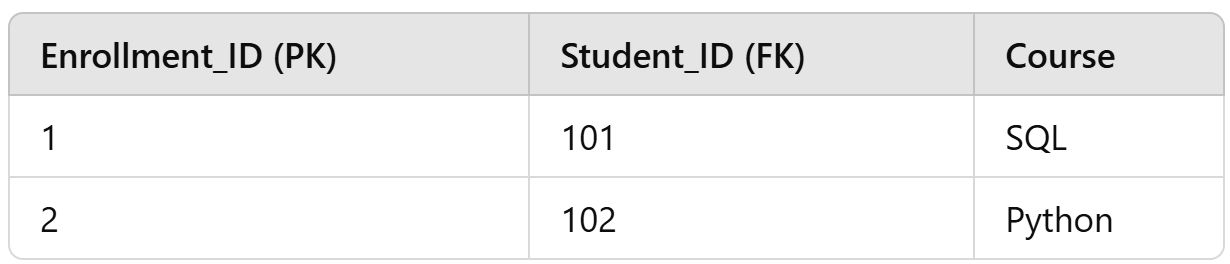 Enrollment_ID (PK) Student_ID (FK) Course
1 101 SQL
2 102 Python